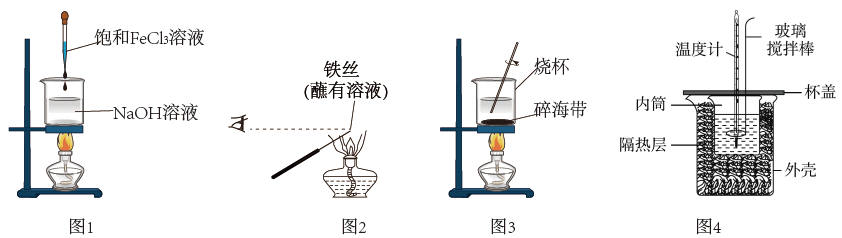 饱和FeCl₃溶液
NaOH溶液
图1
铁丝
(蘸有溶液)
图2
烧杯
碎海带
图3
温度计
玻璃
搅拌棒
杯盖
内筒
隔热层
外壳
图4